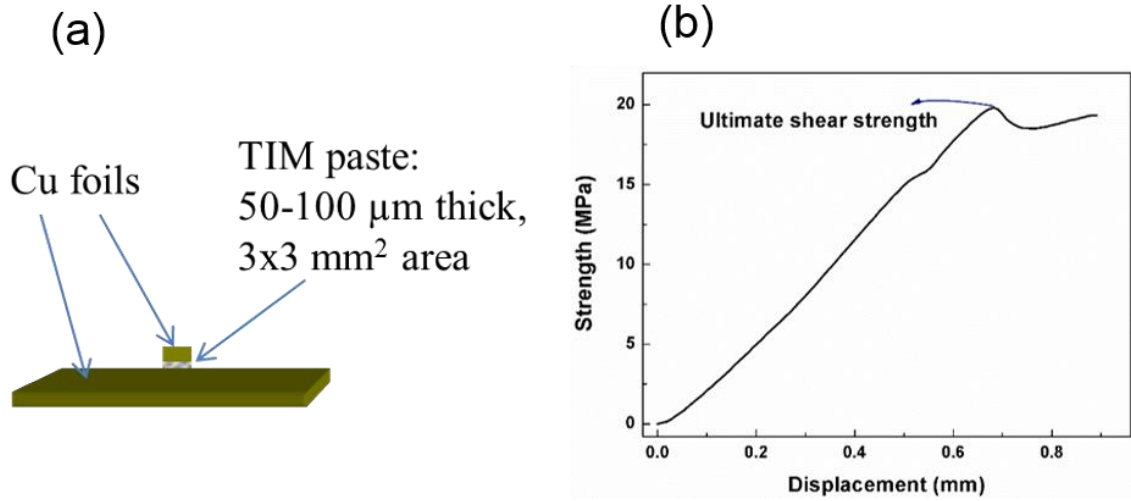 (a)
Cu foils
TIM paste:
50-100 µm thick,
3x3 mm² area
(b)
Ultimate shear strength
Strength (MPa)
20
15
10
5
0
0.0 0.2 0.4 0.6 0.8
Displacement (mm)